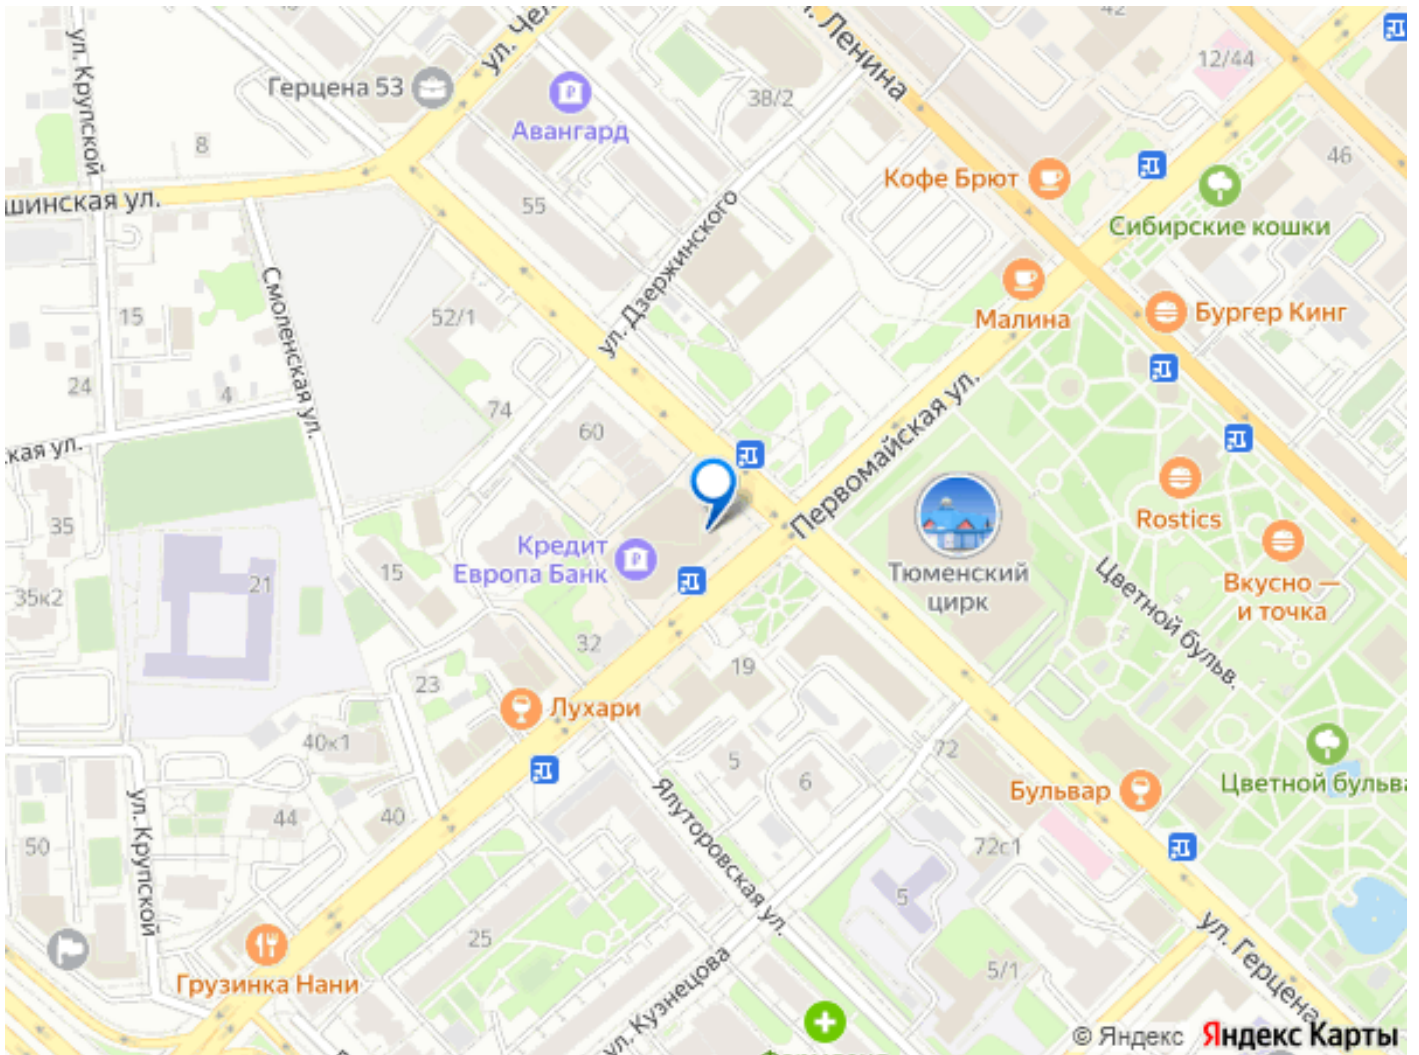 ул. Крупской
Герцена 53
ул. Чел
Авангард
38/2
Ленина
42
12/44
8
Кофе Брют
46
Сибирские кошки
шинская ул.
55
ул. Дзержинского
Смоленская ул.
15
52/1
Малина
Бургер Кинг
24
4
74
60
кая ул.
Первомайская ул.
35
Кредит
Европа Банк
Rostics
Тюменский
цирк
Цветной бульв.
Вкусно —
и точка
21
15
35к2
32
19
23
Лухари
40к1
5
6
72
Бульвар
Цветной бульва
ул. Крупской
44
40
50
Ялуторовская ул.
72с1
5
25
ул. Герцена
Грузинка Нани
ул. Кузнецова
5/1
© Яндекс Яндекс Карты